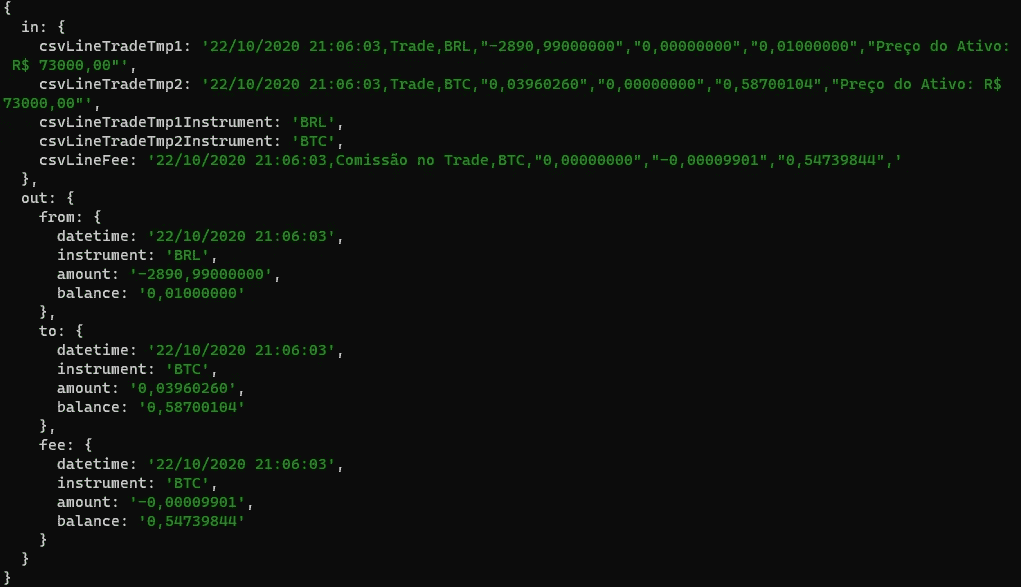 {
  in: {
    csvLineTradeTmp1: '22/10/2020 21:06:03,Trade,BRL,"-2890,99000000","0,00000000","0,01000000","Preço do Ativo:
 R$ 73000,00"',
    csvLineTradeTmp2: '22/10/2020 21:06:03,Trade,BTC,"0,03960260","0,00000000","0,58700104","Preço do Ativo: R$
73000,00"',
    csvLineTradeTmp1Instrument: 'BRL',
    csvLineTradeTmp2Instrument: 'BTC',
    csvLineFee: '22/10/2020 21:06:03,Comissão no Trade,BTC,"0,00000000","-0,00009901","0,54739844",'
  },
  out: {
    from: {
      datetime: '22/10/2020 21:06:03',
      instrument: 'BRL',
      amount: '-2890,99000000',
      balance: '0,01000000'
    },
    to: {
      datetime: '22/10/2020 21:06:03',
      instrument: 'BTC',
      amount: '0,03960260',
      balance: '0,58700104'
    },
    fee: {
      datetime: '22/10/2020 21:06:03',
      instrument: 'BTC',
      amount: '-0,00009901',
      balance: '0,54739844'
    }
  }
}